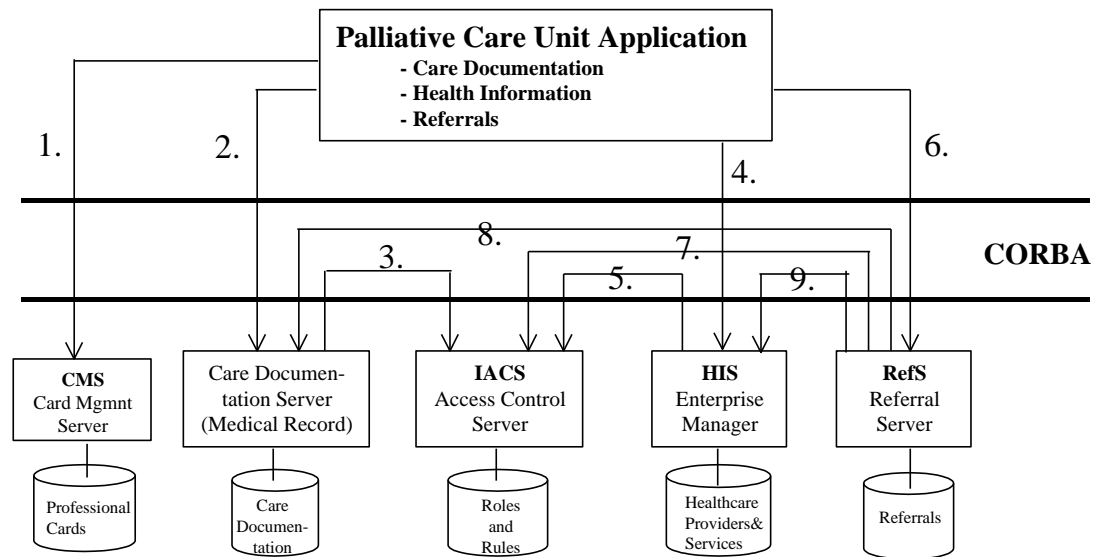 Palliative Care Unit Application
- Care Documentation
- Health Information
- Referrals
1.
2.
4.
6.
8.
7.
3.
5.
9.
CORBA
CMS
Card Mgmnt
Server
Care Documen-
tation Server
(Medical Record)
IACS
Access Control
Server
HIS
Enterprise
Manager
RefS
Referral
Server
Professional
Cards
Care
Documen-
tation
Roles
and
Rules
Healthcare
Providers&
Services
Referrals